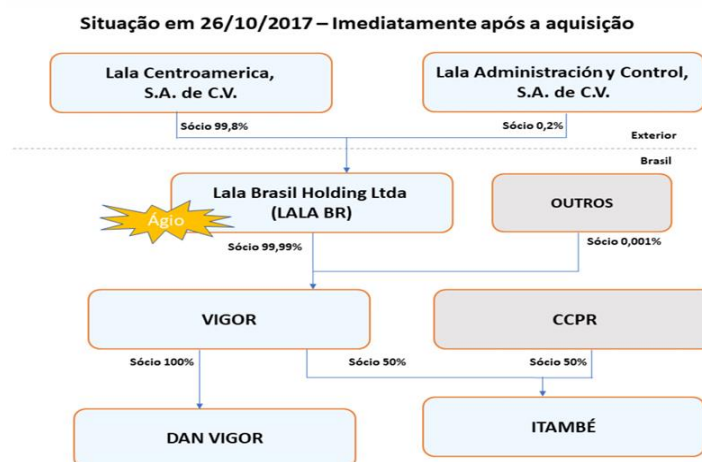 Situação em 26/10/2017 – Imediatamente após a aquisição
Lala Centroamerica,
S.A. de C.V.
Lala Administración y Control,
S.A. de C.V.
Sócio 99,8%
Sócio 0,2%
Exterior
Brasil
Lala Brasil Holding Ltda
(LALA BR)
OUTROS
Ágio
Sócio 99,99%
Sócio 0,001%
VIGOR
CCPR
Sócio 100%
Sócio 50%
Sócio 50%
DAN VIGOR
ITAMBÉ